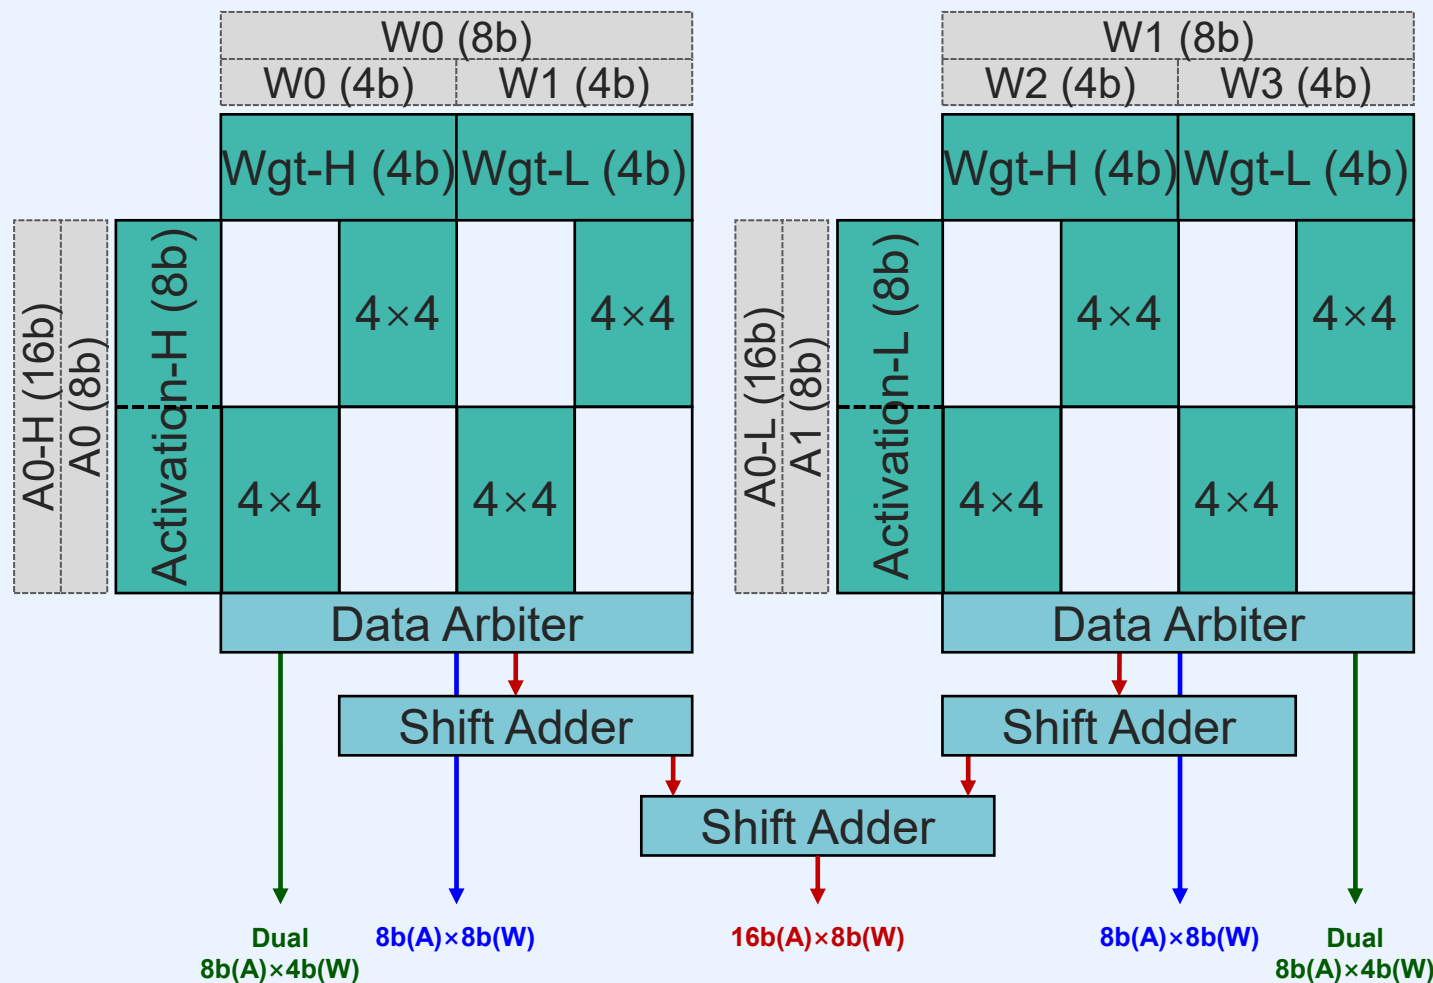 W0 (8b)
W0 (4b)
W1 (4b)
Wgt-H (4b)
Wgt-L (4b)
A0-H (16b)
A0 (8b)
Activation-H (8b)
4×4
4×4
4×4
4×4
Data Arbiter
Shift Adder
W1 (8b)
W2 (4b)
W3 (4b)
Wgt-H (4b)
Wgt-L (4b)
A0-L (16b)
A1 (8b)
Activation-L (8b)
4×4
4×4
4×4
4×4
Data Arbiter
Shift Adder
Shift Adder
Dual
8b(A)×4b(W)
8b(A)×8b(W)
16b(A)×8b(W)
8b(A)×8b(W)
Dual
8b(A)×4b(W)